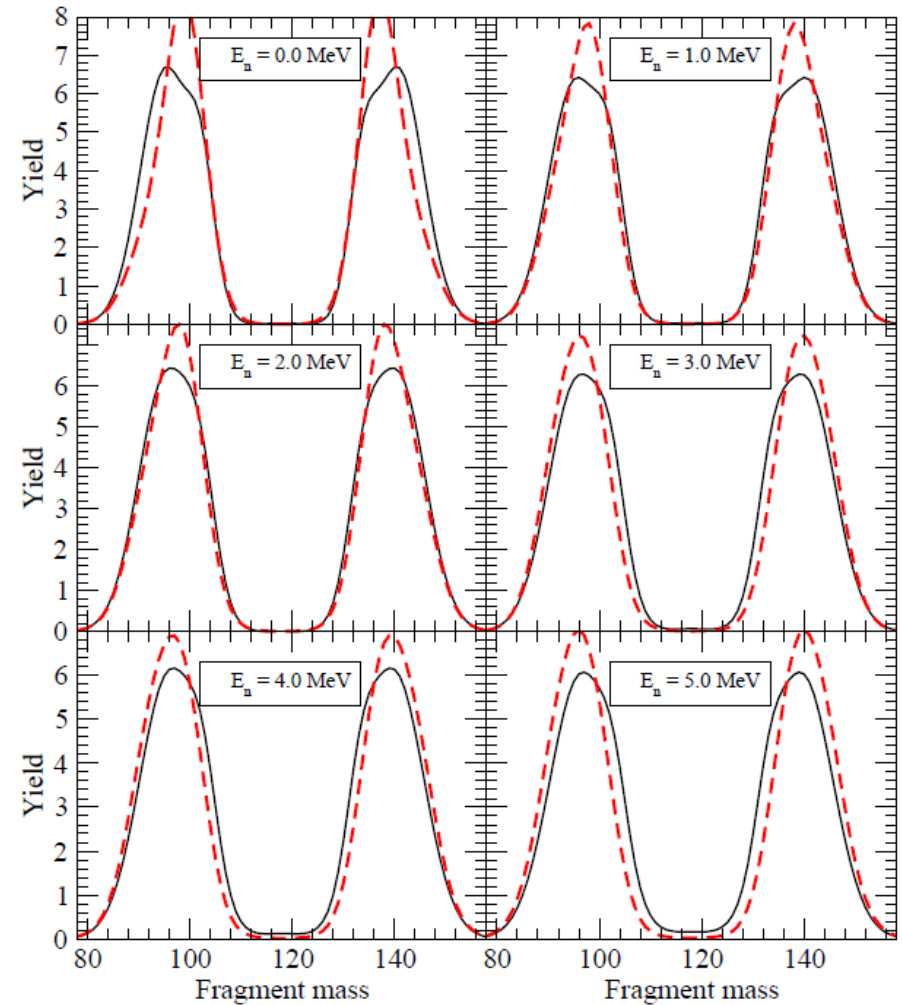 8
7
6
5
4
3
2
1
0
Yield
E_n = 0.0 MeV
E_n = 1.0 MeV
6
5
4
3
2
1
0
Yield
E_n = 2.0 MeV
E_n = 3.0 MeV
6
5
4
3
2
1
0
Yield
E_n = 4.0 MeV
E_n = 5.0 MeV
80 100 120 140 80 100 120 140
Fragment mass Fragment mass